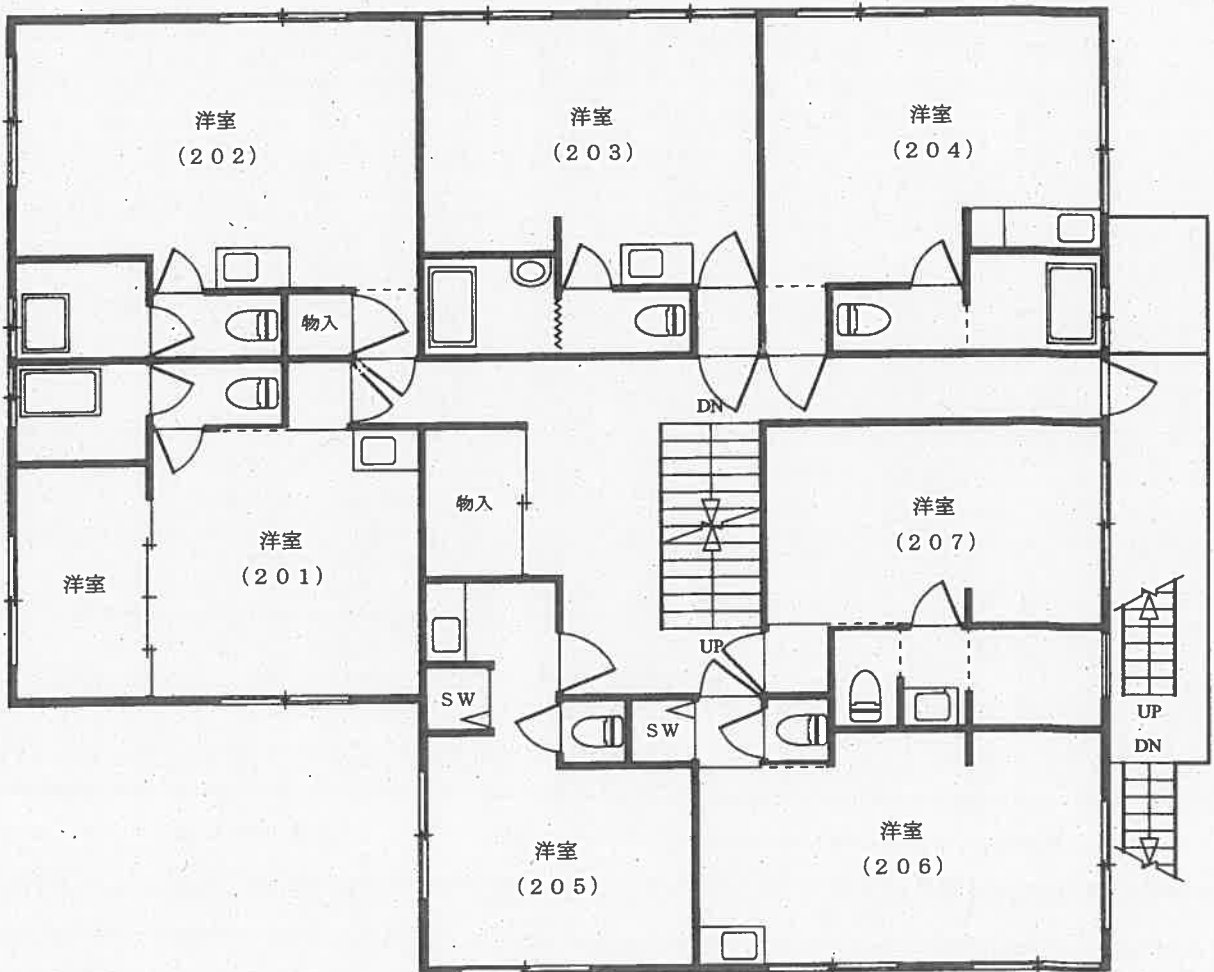 洋室
(202)
洋室
(203)
洋室
(204)
物入
DN
物入
洋室
(207)
洋室
(201)
洋室
UP
SW
SW
UP
DN
洋室
(205)
洋室
(206)